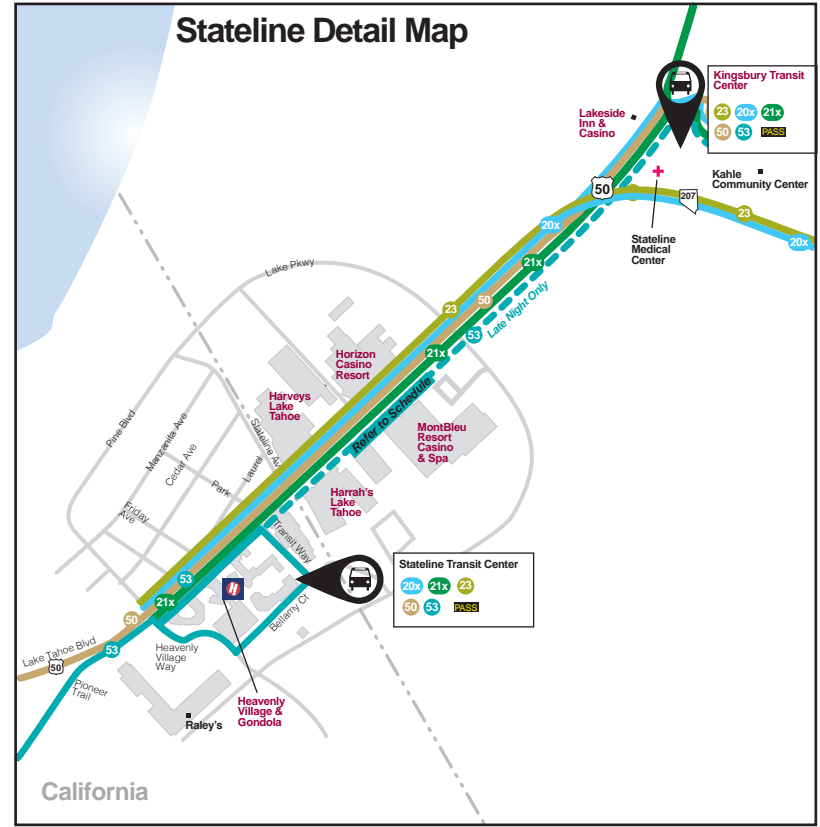 Stateline Detail Map
Kingsbury Transit
Center
23 20x 21x
50 53 PASS
Lakeside
Inn &
Casino
Kahle
Community Center
50
207
23
20x
20x
Stateline
Medical
Center
21x
Lake Pkwy
50
23
Late Night Only
53
21x
Horizon
Casino
Resort
Harveys
Lake
Tahoe
Refer to Schedule
MontBleu
Resort
Casino
& Spa
Pine Blvd
Manzanita Ave
Cedar Ave
Laurel
Stateline Av
Park
Friday
Ave
Harrah's
Lake
Tahoe
Transit Way
Stateline Transit Center
20x 21x 23
50 53 PASS
53
21x
50
53
Bellamy Ct
Lake Tahoe Blvd
50
Heavenly
Village
Way
Pioneer
Trail
Heavenly
Village &
Gondola
Raley's
California